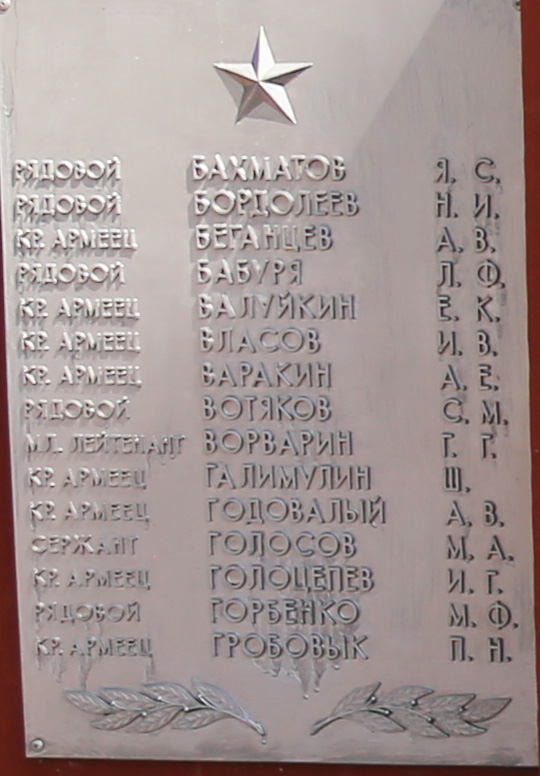 РЯДОВОЙ БАХМАТОВ Я. С.
РЯДОВОЙ БОРДОЛЕЕВ Н. И.
КР. АРМЕЕЦ БЕГАНЦЕВ А. В.
РЯДОВОЙ БАБУРЯ Л. Ф.
КР. АРМЕЕЦ ВАЛУЙКИН Е. К.
КР. АРМЕЕЦ ВЛАСОВ И. В.
КР. АРМЕЕЦ ВАРАКИН А. Е.
РЯДОВОЙ ВОТЯКОВ С. М.
МЛ. ЛЕЙТЕНАНТ ВОРВАРИН Г. Г.
КР. АРМЕЕЦ ГАЛИМУЛИН Ш.
КР. АРМЕЕЦ ГОДОВАЛЫЙ А. В.
СЕРЖАНТ ГОЛОСОВ М. А.
КР. АРМЕЕЦ ГОЛОЦЕПЕВ И. Г.
РЯДОВОЙ ГОРБЕНКО М. Ф.
КР. АРМЕЕЦ ГРОБОВЫК П. Н.